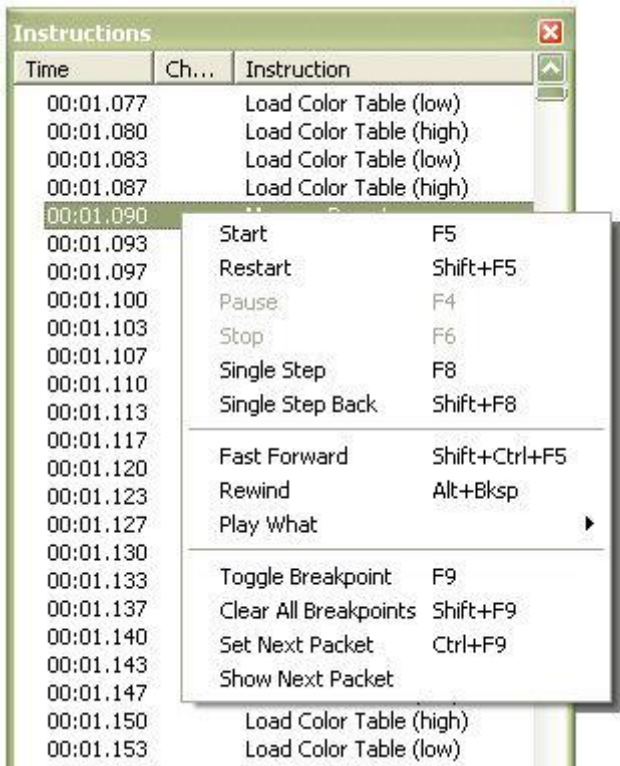 Instructions
Time Ch... Instruction
00:01.077 Load Color Table (low)
00:01.080 Load Color Table (high)
00:01.083 Load Color Table (low)
00:01.087 Load Color Table (high)
00:01.090
00:01.093
00:01.097
00:01.100
00:01.103
00:01.107
00:01.110
00:01.113
00:01.117
00:01.120
00:01.123
00:01.127
00:01.130
00:01.133
00:01.137
00:01.140
00:01.143
00:01.147
00:01.150 Load Color Table (high)
00:01.153 Load Color Table (low)
Start F5
Restart Shift+F5
Pause F4
Stop F6
Single Step F8
Single Step Back Shift+F8
Fast Forward Shift+Ctrl+F5
Rewind Alt+Bksp
Play What
Toggle Breakpoint F9
Clear All Breakpoints Shift+F9
Set Next Packet Ctrl+F9
Show Next Packet